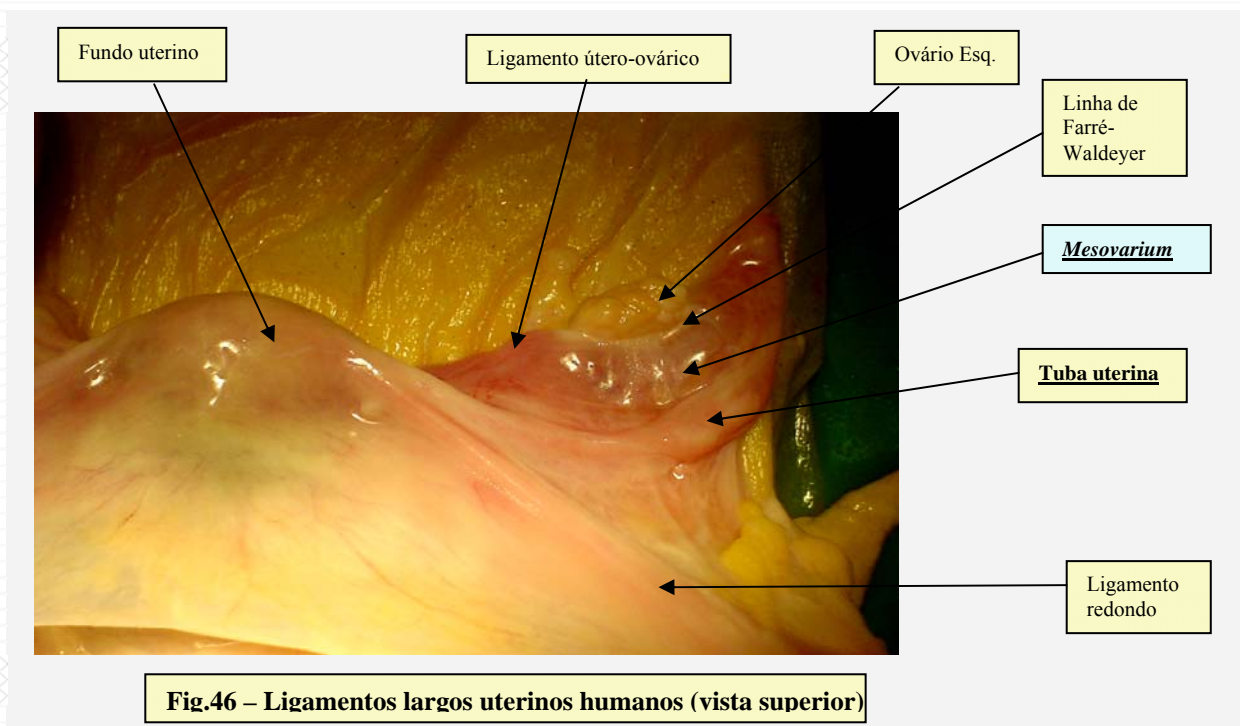 Fundo uterino
Ligamento útero-ovárico
Ovário Esq.
Linha de
Farré-
Waldeyer
Mesovarium
Tuba uterina
Ligamento
redondo
Fig.46 – Ligamentos largos uterinos humanos (vista superior)